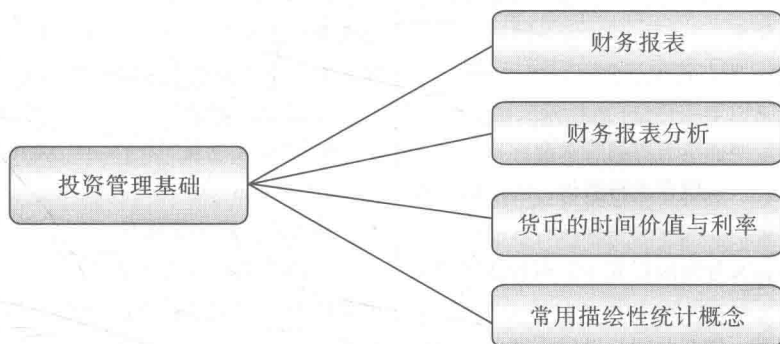 财务报表
财务报表分析
投资管理基础
货币的时间价值与利率
常用描绘性统计概念